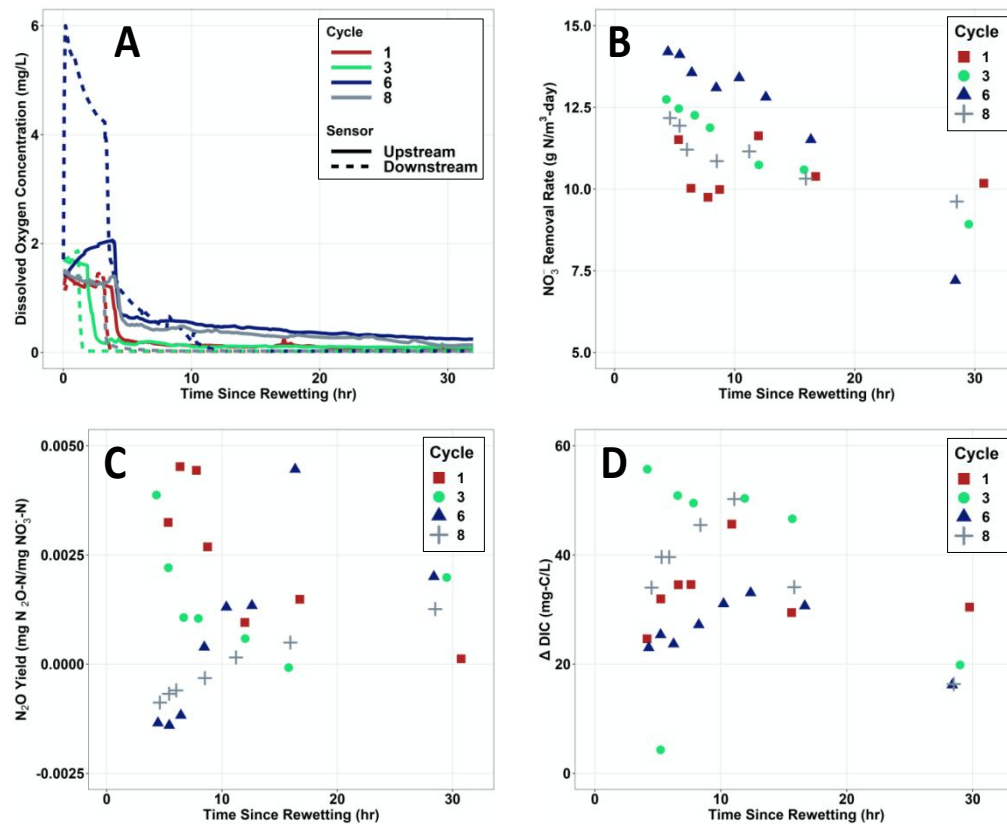 A
Dissolved Oxygen Concentration (mg/L)
6
4
2
0
0
10
20
30
Time Since Rewetting (hr)
Cycle
1
3
6
8
Sensor
Upstream
Downstream
B
NO₃⁻ Removal Rate (g N/m³-day)
15.0
12.5
10.0
7.5
5.0
0
10
20
30
Time Since Rewetting (hr)
Cycle
1
3
6
8
C
N₂O Yield (mg N ₂O-N/mg NO₃⁻-N)
0.0050
0.0025
0.0000
-0.0025
0
10
20
30
Time Since Rewetting (hr)
Cycle
1
3
6
8
D
Δ DIC (mg-C/L)
60
40
20
0
0
10
20
30
Time Since Rewetting (hr)
Cycle
1
3
6
8